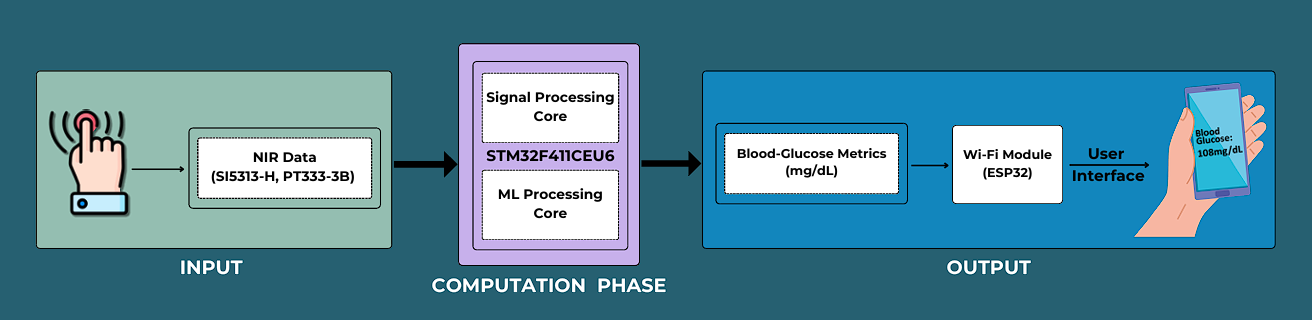 NIR Data
(SI5313-H, PT333-3B)
INPUT
Signal Processing
Core
STM32F411CEU6
ML Processing
Core
COMPUTATION PHASE
Blood-Glucose Metrics
(mg/dL)
Wi-Fi Module
(ESP32)
User
Interface
Blood
Glucose:
108mg/dL
OUTPUT